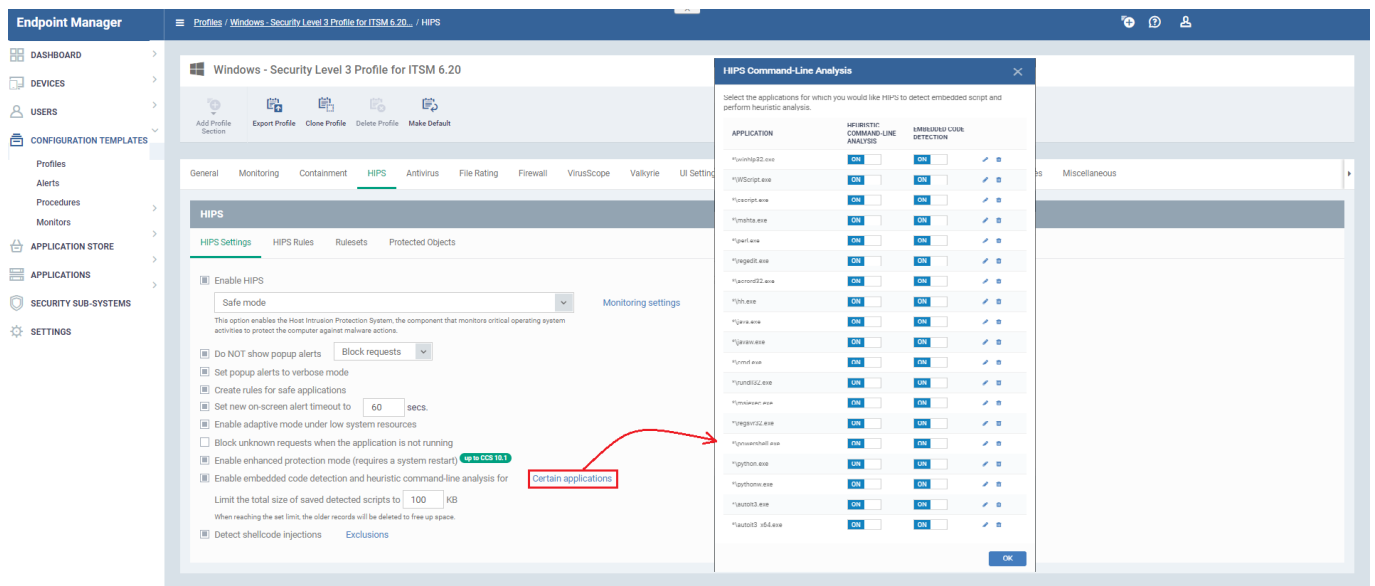 Endpoint Manager
Profiles / Windows - Security Level 3 Profile for ITSM 6.20... / HIPS
DASHBOARD
DEVICES
USERS
CONFIGURATION TEMPLATES
Profiles
Alerts
Procedures
Monitors
APPLICATION STORE
APPLICATIONS
SECURITY SUB-SYSTEMS
SETTINGS
Windows - Security Level 3 Profile for ITSM 6.20
Add Profile Section
Export Profile
Clone Profile
Delete Profile
Make Default
General Monitoring Containment HIPS Antivirus File Rating Firewall VirusScope Valkyrie UI Setting
Miscellaneous
HIPS
HIPS Settings HIPS Rules Rulesets Protected Objects
Enable HIPS
Safe mode
Monitoring settings
This option enables the Host Intrusion Protection System, the component that monitors critical operating system
activities to protect the computer against malware actions.
Do NOT show popup alerts Block requests
Set popup alerts to verbose mode
Create rules for safe applications
Set new on-screen alert timeout to 60 secs.
Enable adaptive mode under low system resources
Block unknown requests when the application is not running
Enable enhanced protection mode (requires a system restart) up to CCS 10.1
Enable embedded code detection and heuristic command-line analysis for Certain applications
Limit the total size of saved detected scripts to 100 KB
When reaching the set limit, the older records will be deleted to free up space.
Detect shellcode injections Exclusions
HIPS Command-Line Analysis
Select the applications for which you would like HIPS to detect embedded script and
perform heuristic analysis.
APPLICATION
HEURISTIC
COMMAND-LINE
ANALYSIS
EMBEDDED CODE
DETECTION
*\winhlp32.exe ON ON
*\WScript.exe ON ON
*\cscript.exe ON ON
*\mshta.exe ON ON
*\perl.exe ON ON
*\regedit.exe ON ON
*\acrord32.exe ON ON
*\hh.exe ON ON
*\java.exe ON ON
*\javaw.exe ON ON
*\cmd.exe ON ON
*\rundll32.exe ON ON
*\msiexec.exe ON ON
*\regsvr32.exe ON ON
*\powershell.exe ON ON
*\python.exe ON ON
*\pythonw.exe ON ON
*\autoit3.exe ON ON
*\autoit3_x64.exe ON ON
OK